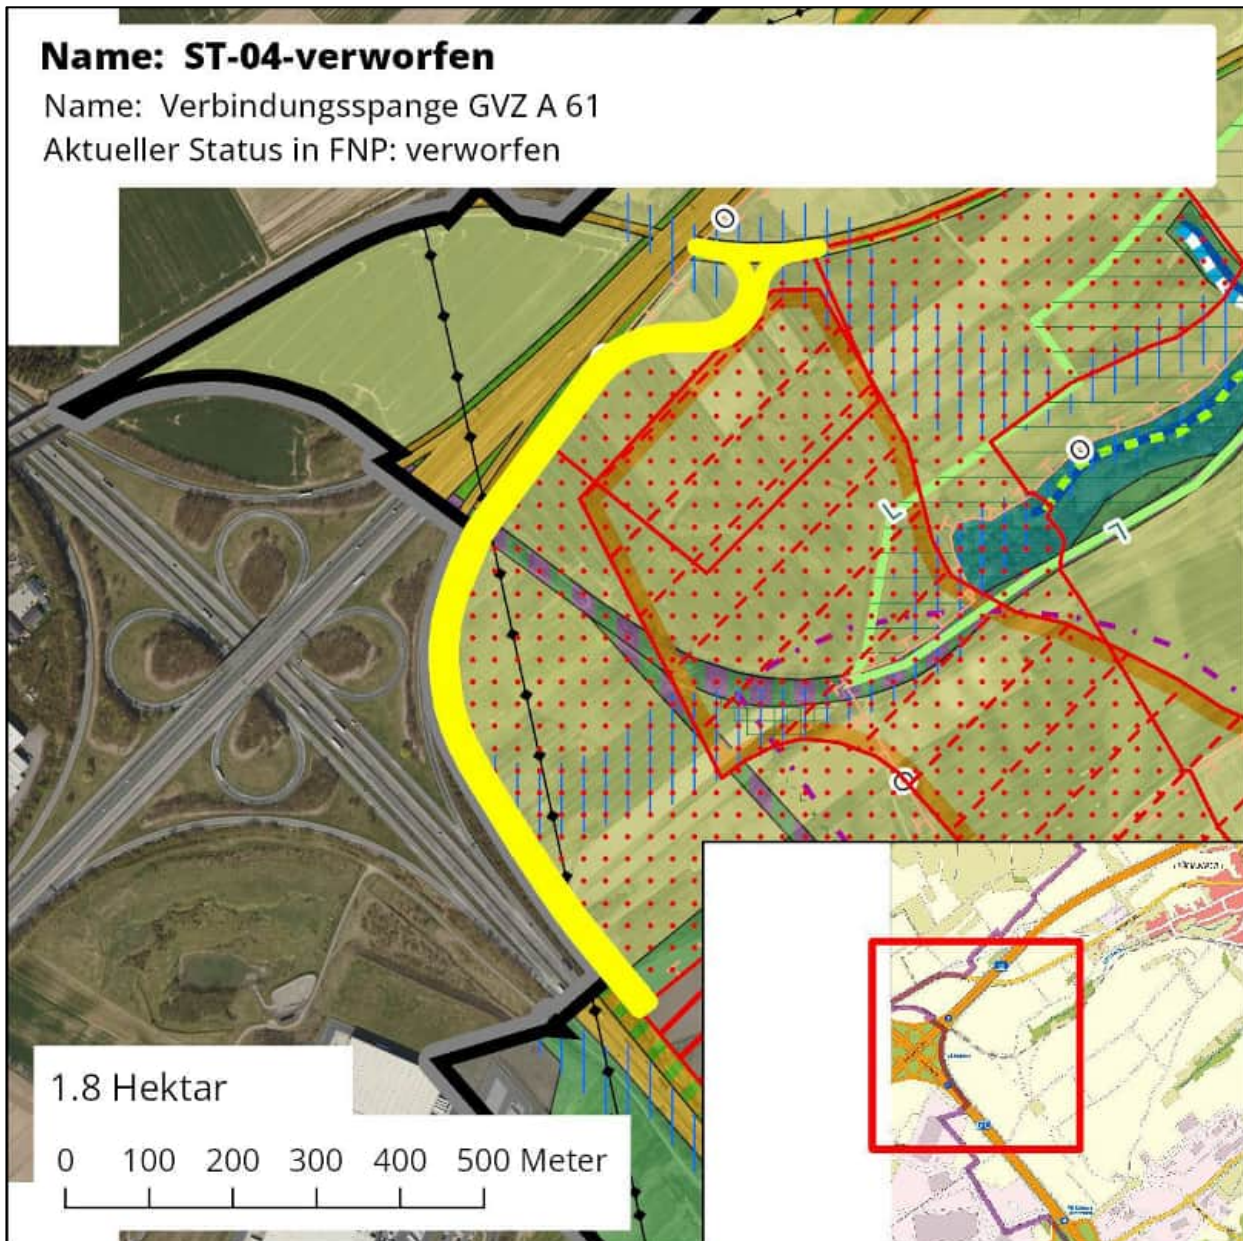 Name: ST-04-verworfen
Name: Verbindungsspange GVZ A 61
Aktueller Status in FNP: verworfen
1.8 Hektar
0 100 200 300 400 500 Meter